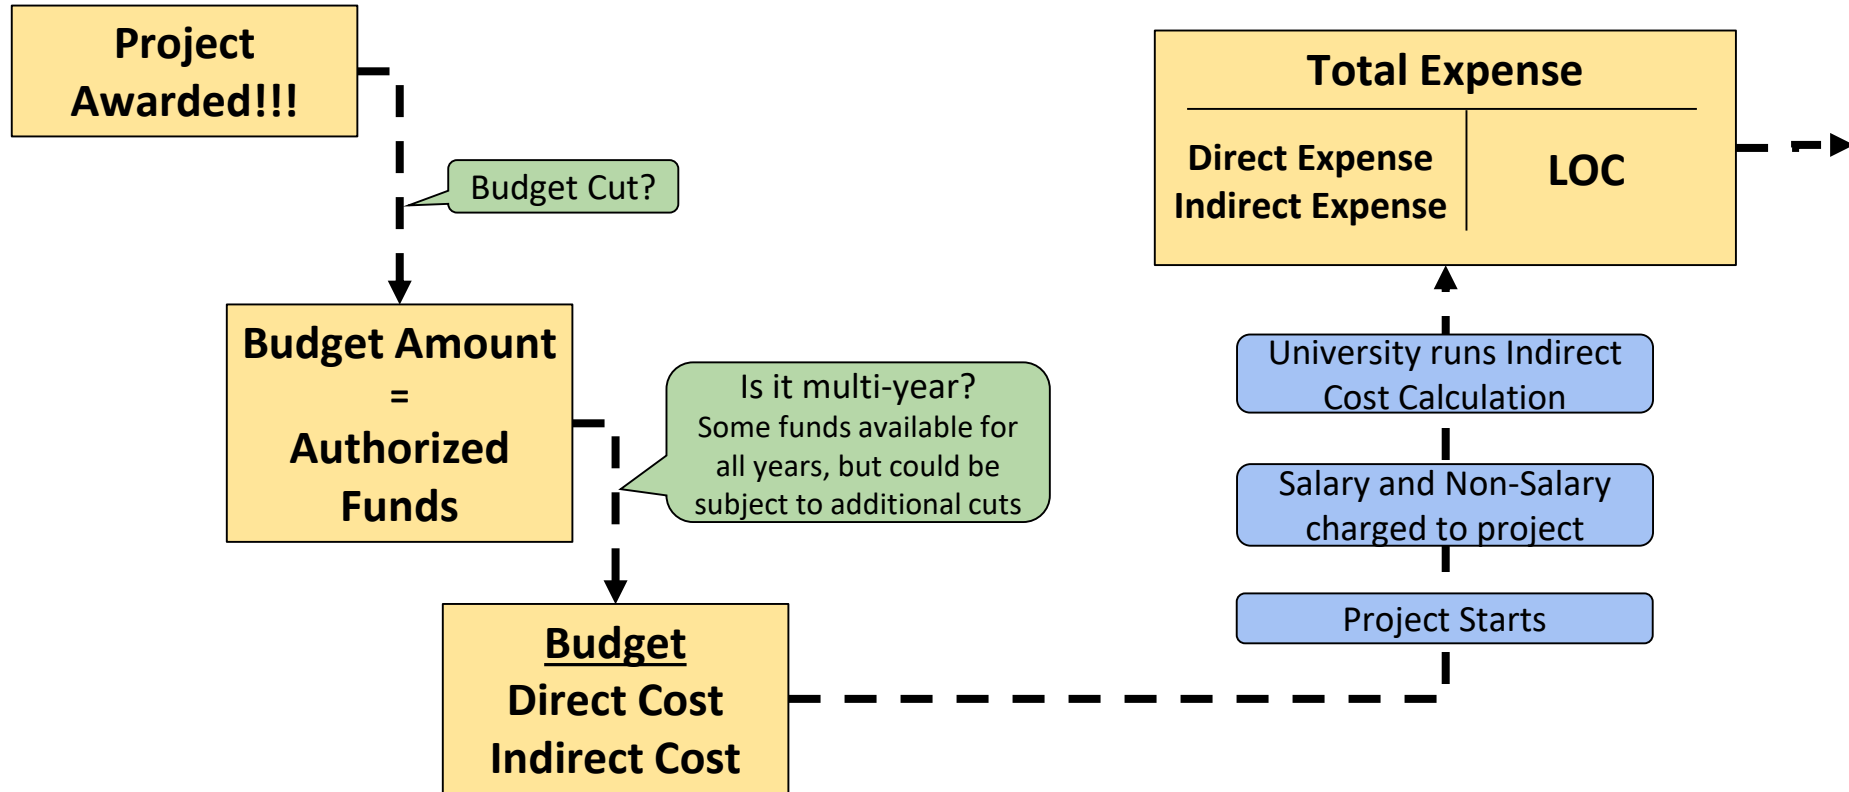 Project
Awarded!!!
Budget Cut?
Budget Amount
=
Authorized
Funds
Is it multi-year?
Some funds available for
all years, but could be
subject to additional cuts
Budget
Direct Cost
Indirect Cost
Project Starts
Salary and Non-Salary
charged to project
University runs Indirect
Cost Calculation
Total Expense
Direct Expense
Indirect Expense
LOC